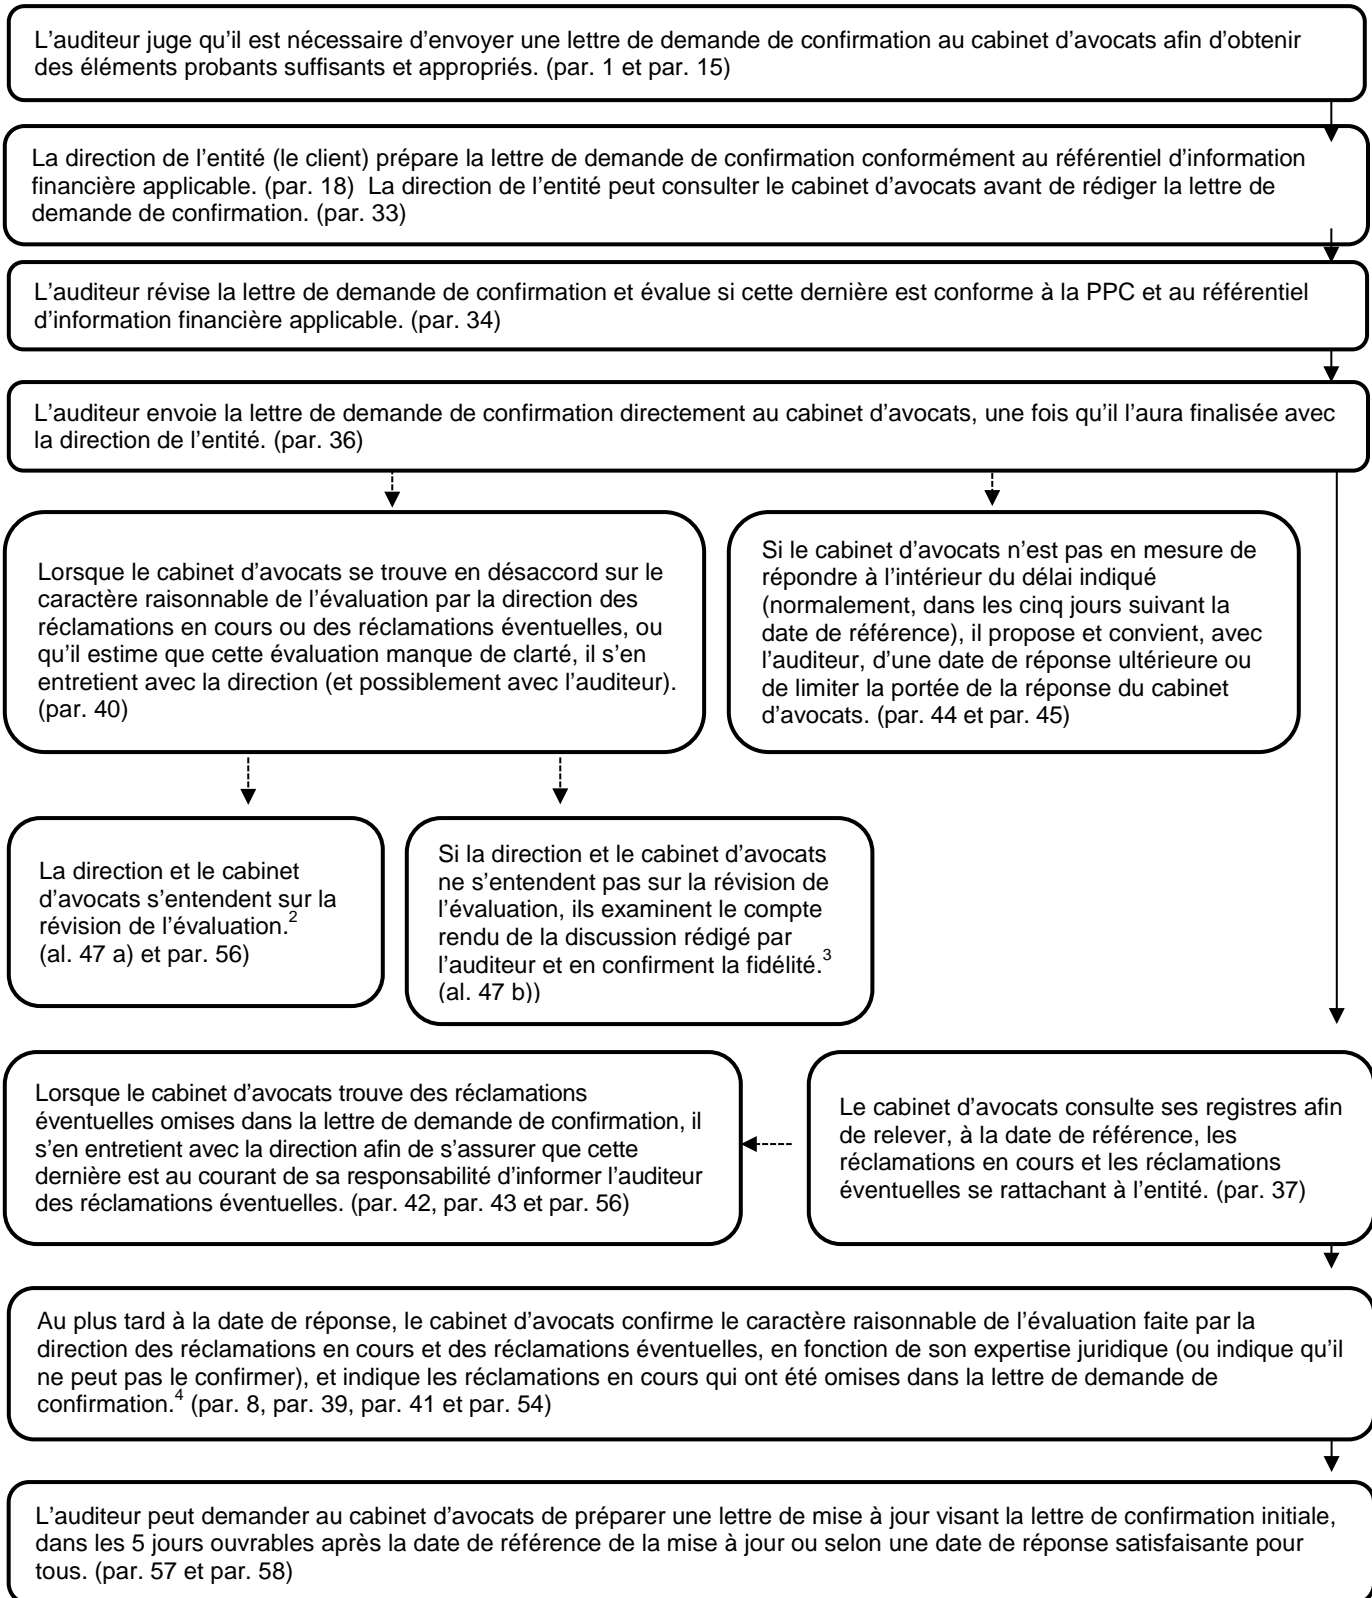 L'auditeur juge qu'il est nécessaire d'envoyer une lettre de demande de confirmation au cabinet d'avocats afin d'obtenir
des éléments probants suffisants et appropriés. (par. 1 et par. 15)
La direction de l'entité (le client) prépare la lettre de demande de confirmation conformément au référentiel d'information
financière applicable. (par. 18)  La direction de l'entité peut consulter le cabinet d'avocats avant de rédiger la lettre de
demande de confirmation. (par. 33)
L'auditeur révise la lettre de demande de confirmation et évalue si cette dernière est conforme à la PPC et au référentiel
d'information financière applicable. (par. 34)
L'auditeur envoie la lettre de demande de confirmation directement au cabinet d'avocats, une fois qu'il l'aura finalisée avec
la direction de l'entité. (par. 36)
Lorsque le cabinet d'avocats se trouve en désaccord sur le
caractère raisonnable de l'évaluation par la direction des
réclamations en cours ou des réclamations éventuelles, ou
qu'il estime que cette évaluation manque de clarté, il s'en
entretient avec la direction (et possiblement avec l'auditeur).
(par. 40)
Si le cabinet d'avocats n'est pas en mesure de
répondre à l'intérieur du délai indiqué
(normalement, dans les cinq jours suivant la
date de référence), il propose et convient, avec
l'auditeur, d'une date de réponse ultérieure ou
de limiter la portée de la réponse du cabinet
d'avocats. (par. 44 et par. 45)
La direction et le cabinet
d'avocats s'entendent sur la
révision de l'évaluation.2
(al. 47 a) et par. 56)
Si la direction et le cabinet d'avocats
ne s'entendent pas sur la révision de
l'évaluation, ils examinent le compte
rendu de la discussion rédigé par
l'auditeur et en confirment la fidélité.3
(al. 47 b))
Lorsque le cabinet d'avocats trouve des réclamations
éventuelles omises dans la lettre de demande de confirmation, il
s'en entretient avec la direction afin de s'assurer que cette
dernière est au courant de sa responsabilité d'informer l'auditeur
des réclamations éventuelles. (par. 42, par. 43 et par. 56)
Le cabinet d'avocats consulte ses registres afin
de relever, à la date de référence, les
réclamations en cours et les réclamations
éventuelles se rattachant à l'entité. (par. 37)
Au plus tard à la date de réponse, le cabinet d'avocats confirme le caractère raisonnable de l'évaluation faite par la
direction des réclamations en cours et des réclamations éventuelles, en fonction de son expertise juridique (ou indique qu'il
ne peut pas le confirmer), et indique les réclamations en cours qui ont été omises dans la lettre de demande de
confirmation.4 (par. 8, par. 39, par. 41 et par. 54)
L'auditeur peut demander au cabinet d'avocats de préparer une lettre de mise à jour visant la lettre de confirmation initiale,
dans les 5 jours ouvrables après la date de référence de la mise à jour ou selon une date de réponse satisfaisante pour
tous. (par. 57 et par. 58)